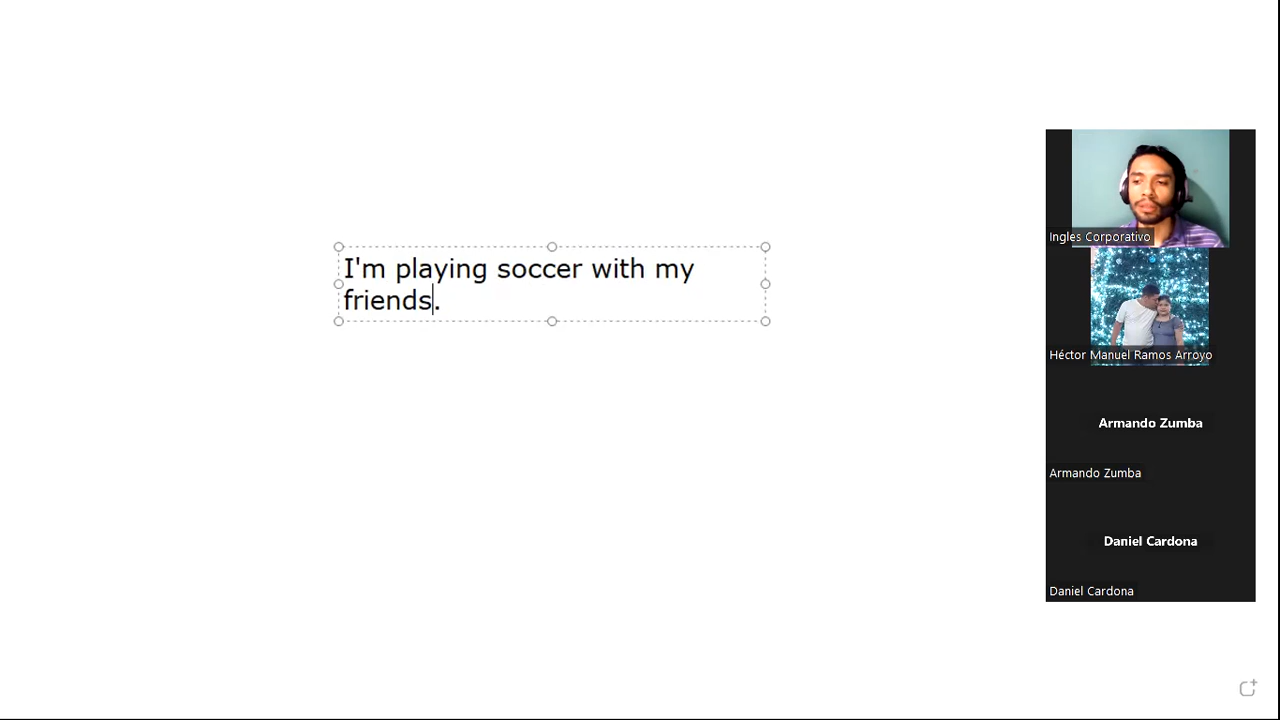 I'm playing soccer with my
friends.
Ingles Corporativo
Héctor Manuel Ramos Arroyo
Armando Zumba
Armando Zumba
Daniel Cardona
Daniel Cardona